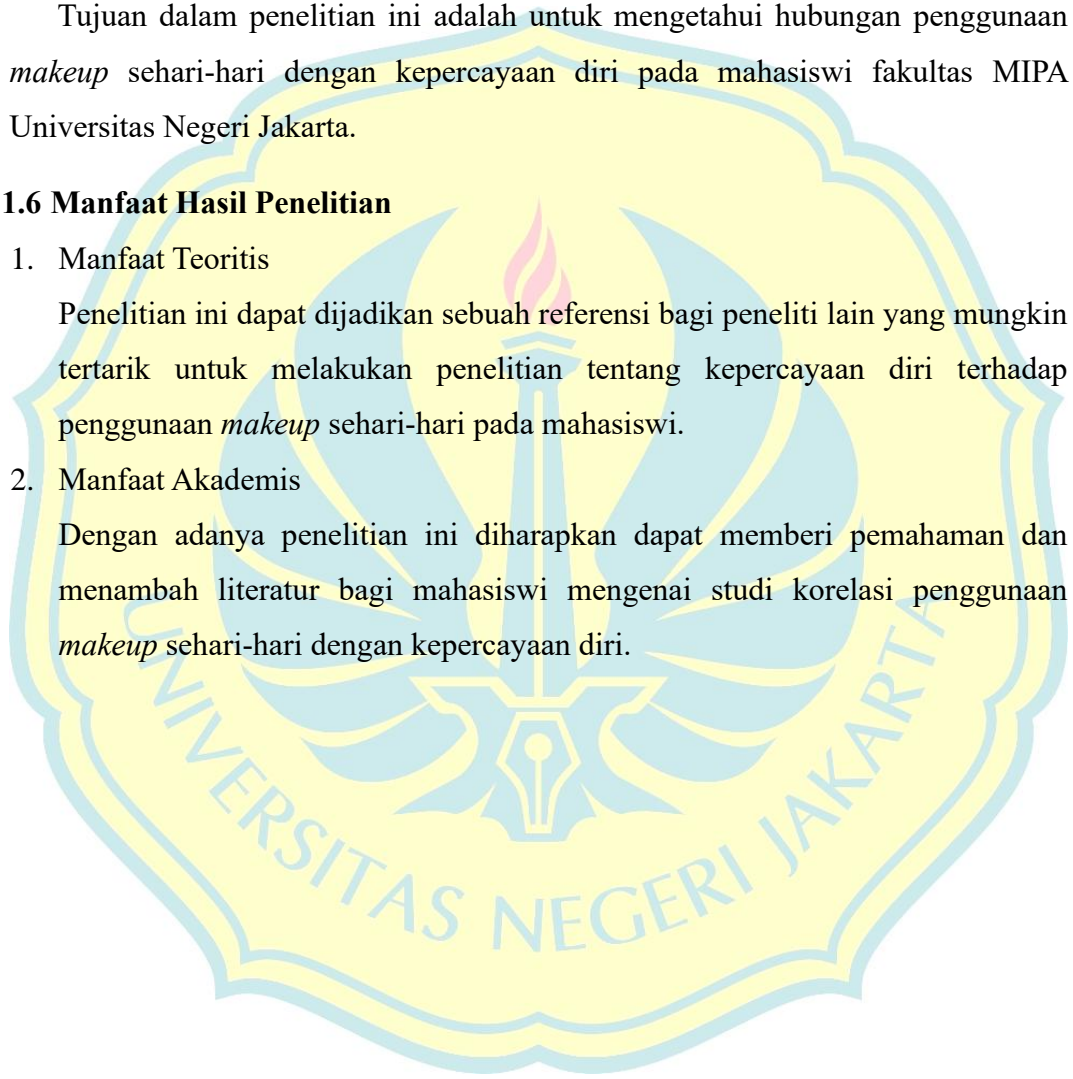 Tujuan dalam penelitian ini adalah untuk mengetahui hubungan penggunaan
makeup sehari-hari dengan kepercayaan diri pada mahasiswi fakultas MIPA
Universitas Negeri Jakarta.
1.6 Manfaat Hasil Penelitian
1. Manfaat Teoritis
Penelitian ini dapat dijadikan sebuah referensi bagi peneliti lain yang mungkin
tertarik untuk melakukan penelitian tentang kepercayaan diri terhadap
penggunaan makeup sehari-hari pada mahasiswi.
2. Manfaat Akademis
Dengan adanya penelitian ini diharapkan dapat memberi pemahaman dan
menambah literatur bagi mahasiswi mengenai studi korelasi penggunaan
makeup sehari-hari dengan kepercayaan diri.
UNIVERSITAS NEGERI JAKARTA